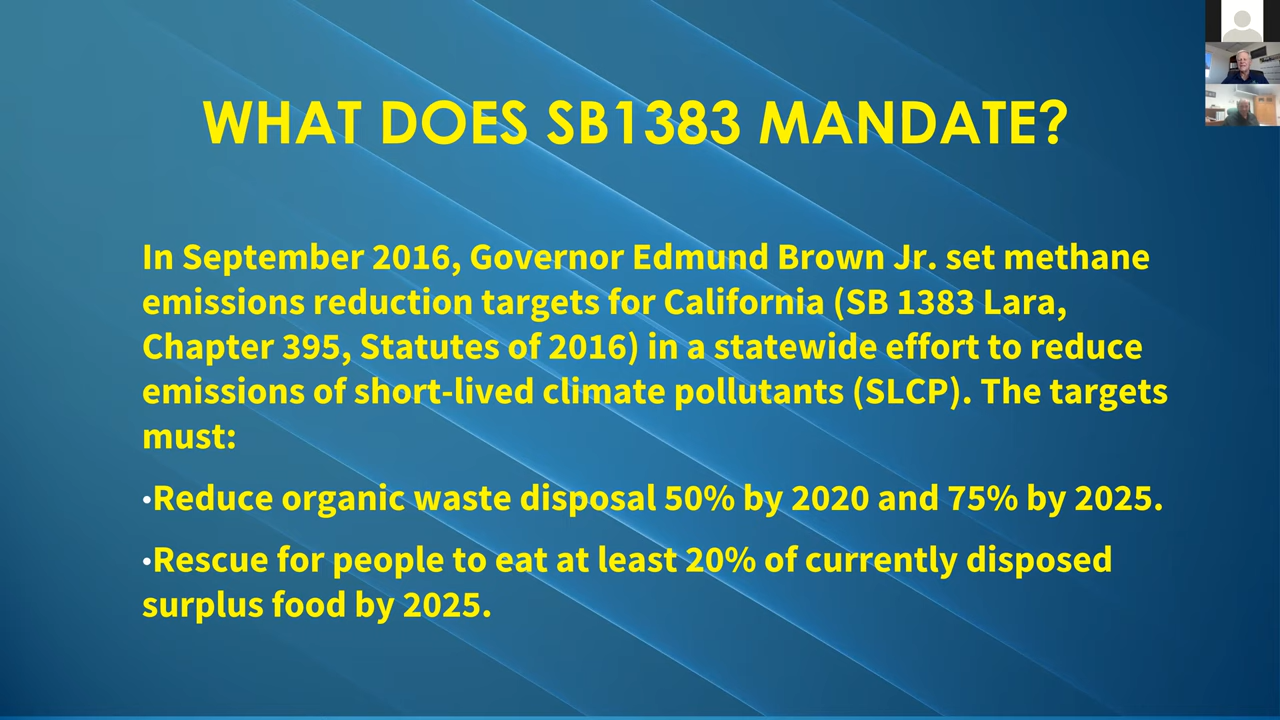 WHAT DOES SB1383 MANDATE?
In September 2016, Governor Edmund Brown Jr. set methane
emissions reduction targets for California (SB 1383 Lara,
Chapter 395, Statutes of 2016) in a statewide effort to reduce
emissions of short-lived climate pollutants (SLCP). The targets
must:
•Reduce organic waste disposal 50% by 2020 and 75% by 2025.
•Rescue for people to eat at least 20% of currently disposed
surplus food by 2025.